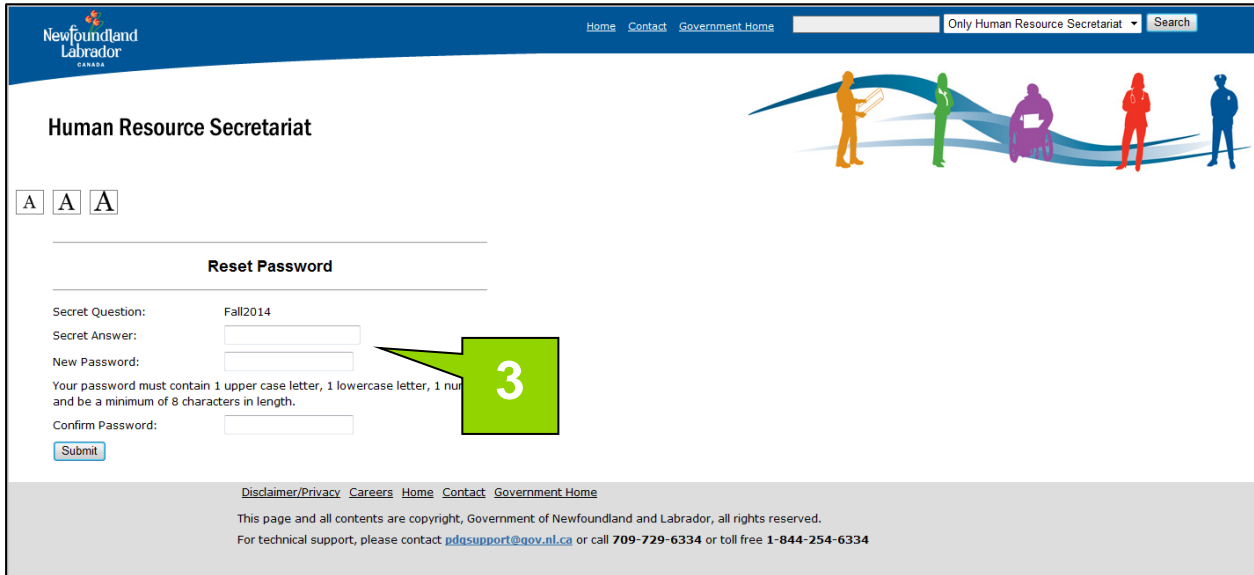 Newfoundland
Labrador
CANADA
Home Contact Government Home Only Human Resource Secretariat Search
Human Resource Secretariat
A A A
Reset Password
Secret Question: Fall2014
Secret Answer:
New Password:
3
Your password must contain 1 upper case letter, 1 lowercase letter, 1
and be a minimum of 8 characters in length.
Confirm Password:
Submit
Disclaimer/Privacy Careers Home Contact Government Home
This page and all contents are copyright, Government of Newfoundland and Labrador, all rights reserved.
For technical support, please contact pdqsupport@gov.nl.ca or call 709-729-6334 or toll free 1-844-254-6334